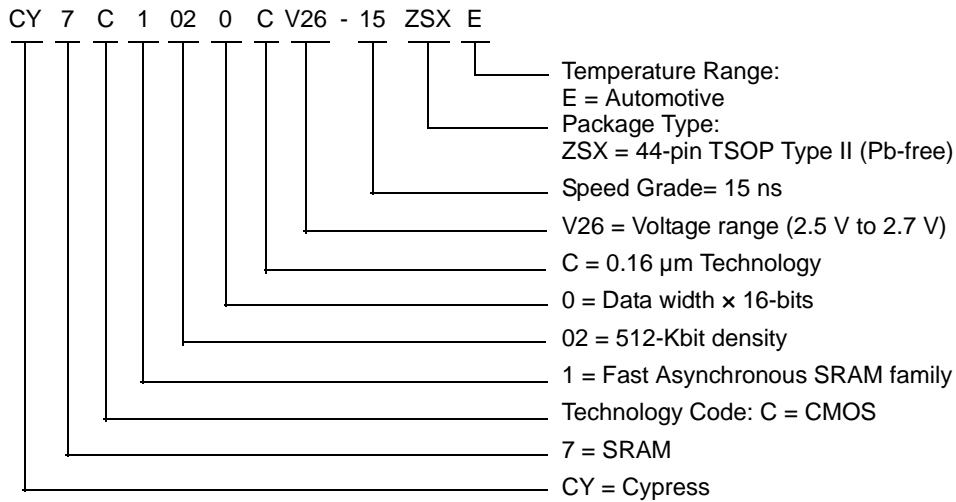 CY 7 C 1 02 0 C V26 - 15 ZSX E
Temperature Range:
E = Automotive
Package Type:
ZSX = 44-pin TSOP Type II (Pb-free)
Speed Grade= 15 ns
V26 = Voltage range (2.5 V to 2.7 V)
C = 0.16 µm Technology
0 = Data width × 16-bits
02 = 512-Kbit density
1 = Fast Asynchronous SRAM family
Technology Code: C = CMOS
7 = SRAM
CY = Cypress